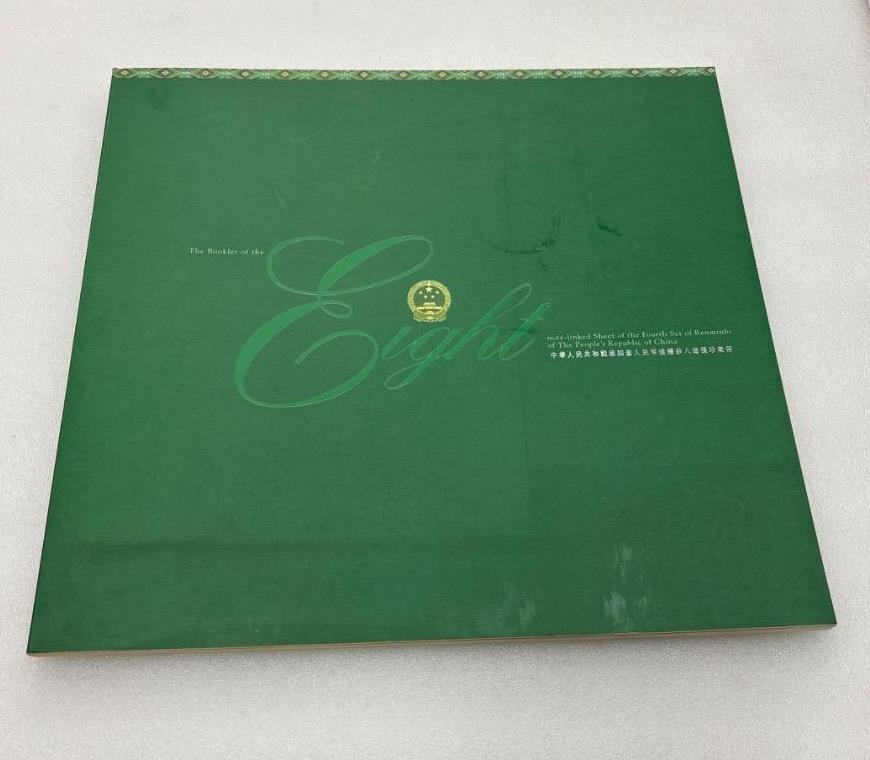 The Booklet of the
Eight
note-linked Sheet of the Fourth Set of Renminbi
of The People's Republic of China
中華人民共和國第四套人民幣連體鈔八連張珍藏冊